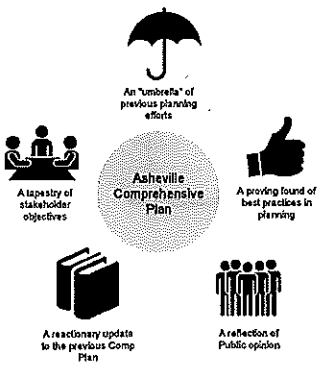 An "umbrella" of
previous planning
efforts
Asheville
Comprehensive
Plan
A tapestry of
stakeholder
objectives
A proving found of
best practices in
planning
A reactionary update
to the previous Comp
Plan
A reflection of
Public opinion